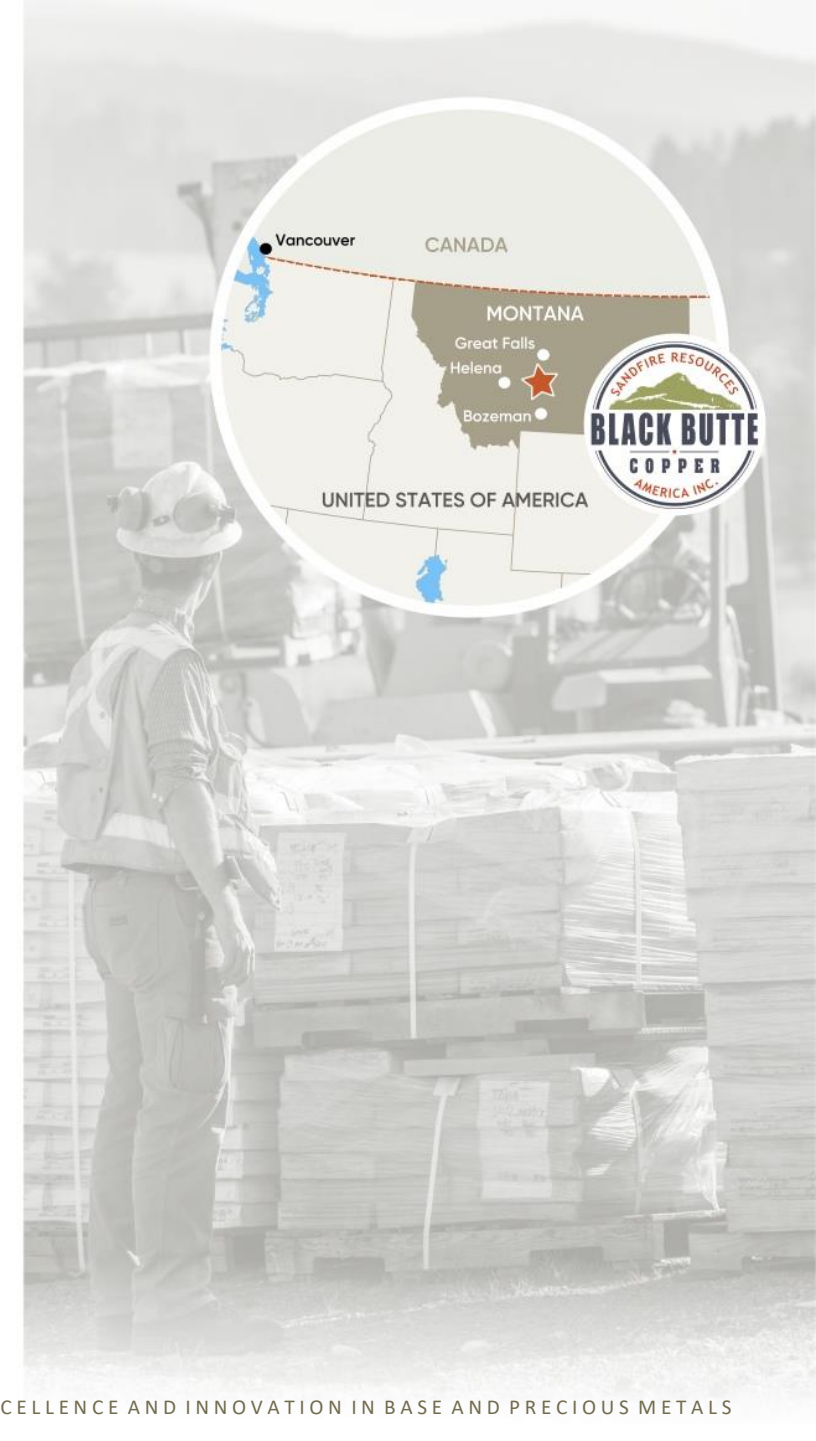 Vancouver
CANADA
MONTANA
Great Falls
Helena
Bozeman
SANDFIRE RESOURCES
BLACK BUTTE
COPPER
AMERICA INC.
UNITED STATES OF AMERICA
CELLENCE AND INNOVATION IN BASE AND PRECIOUS METALS